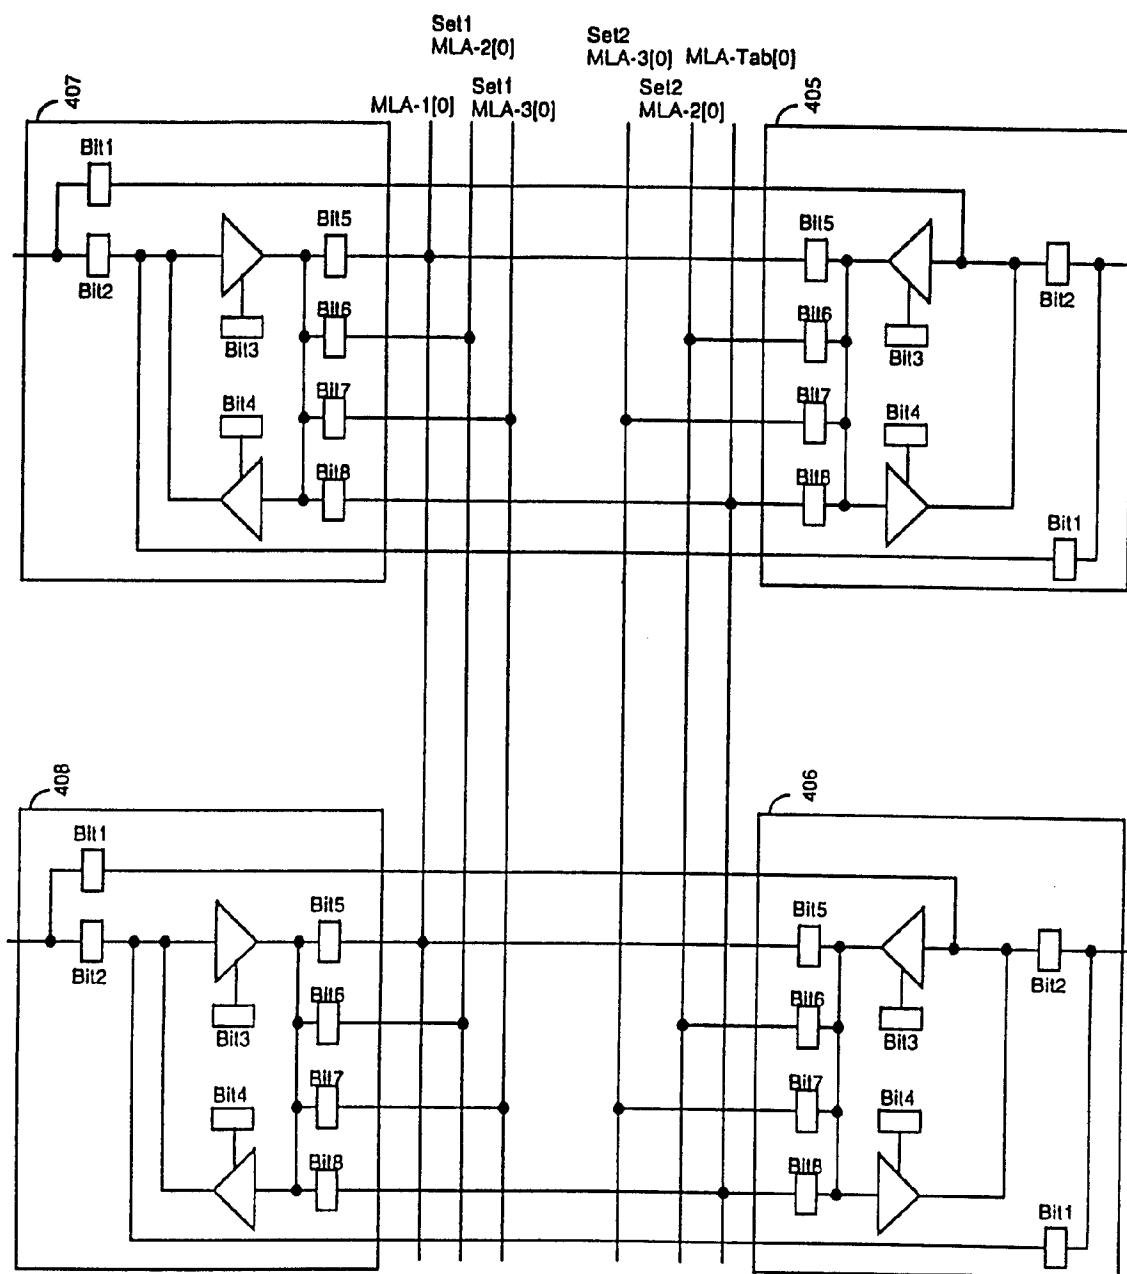 Set1
MLA-2[0]
Set2
MLA-3[0]
MLA-Tab[0]
MLA-1[0]
Set1
MLA-3[0]
Set2
MLA-2[0]
407
405
Bit1
Bit2
Bit3
Bit4
Bit5
Bit6
Bit7
Bit8
Bit5
Bit6
Bit7
Bit8
Bit3
Bit4
Bit2
Bit1
408
406
Bit1
Bit2
Bit3
Bit4
Bit5
Bit6
Bit7
Bit8
Bit5
Bit6
Bit7
Bit8
Bit3
Bit4
Bit2
Bit1